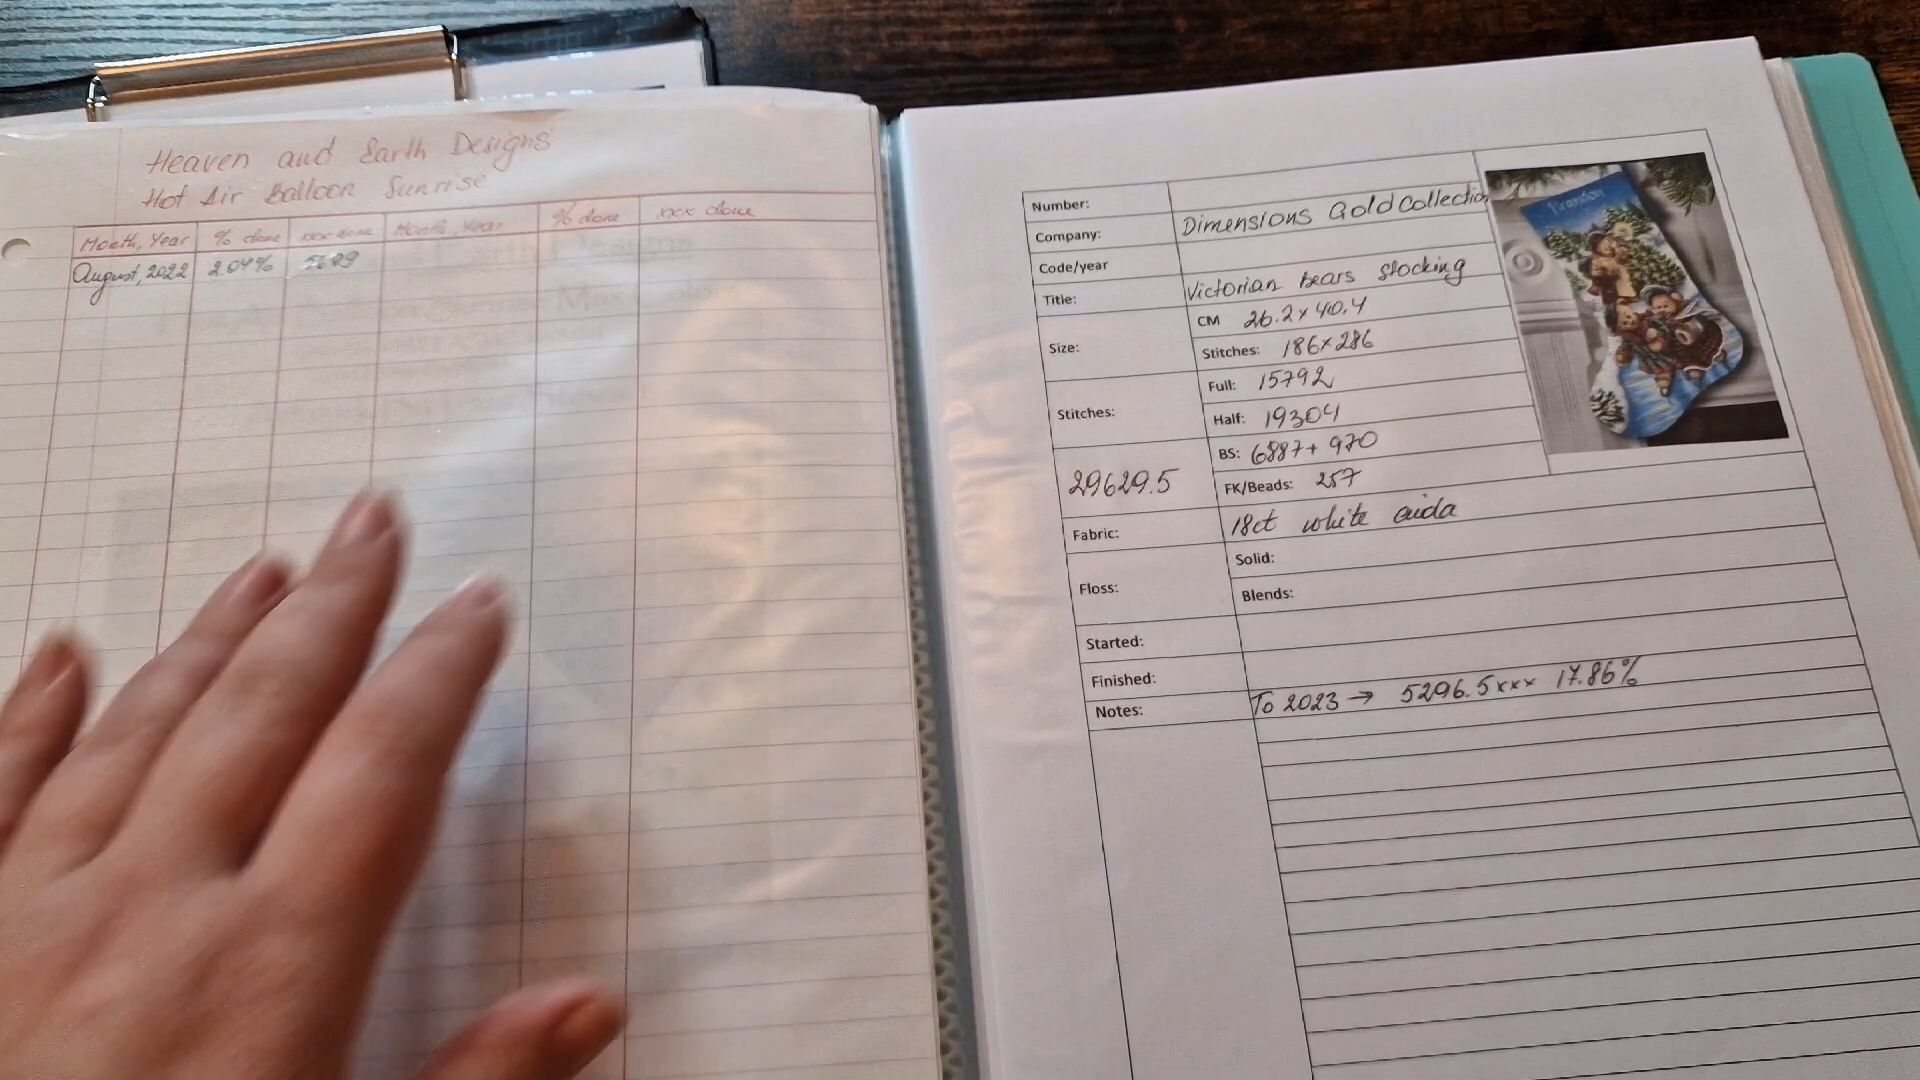 Heaven and Earth Designs
Hot Air Balloon Sunrise
Month, Year % done xxx done Month, Year % done xxx done
August, 2022 2.04%
Number:
Company: Dimensions Gold Collection
Code/year
Title: Victorian bears stocking
Size: CM 26.2 x 40.4
Stitches: 186x286
Stitches: Full: 15792
Half: 19304
BS: 6887+ 970
29629.5 FK/Beads: 257
Fabric: 18ct white aida
Floss: Solid:
Blends:
Started:
Finished:
Notes: To 2023 → 5296.5xxx 17.86%